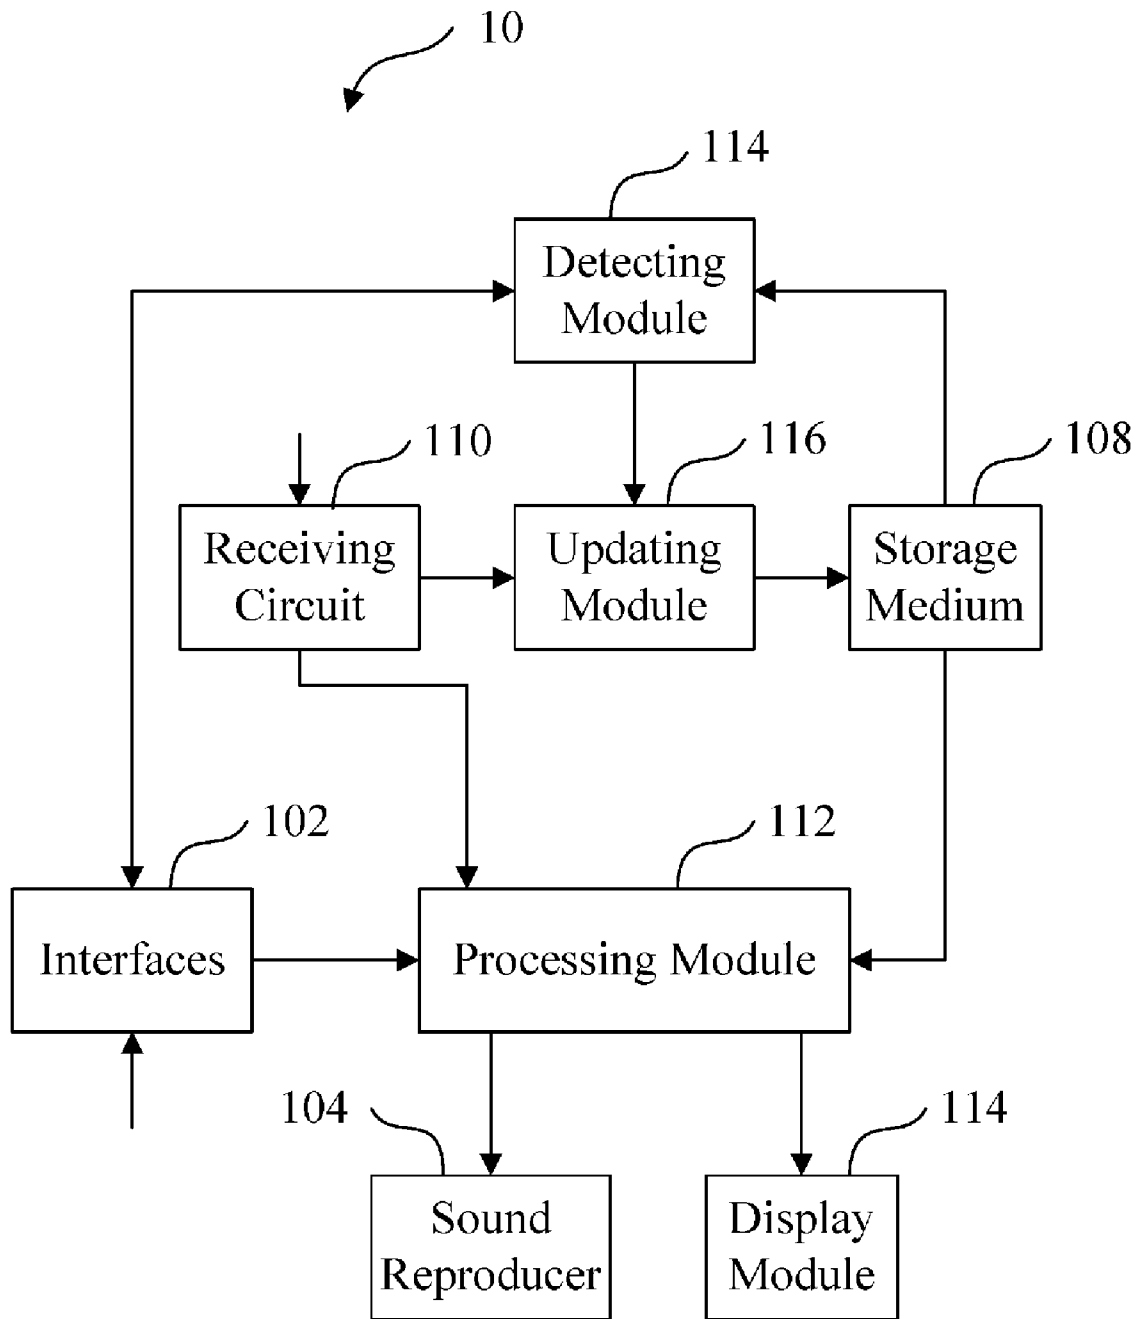 10
114
Detecting
Module
110
116
108
Receiving
Circuit
Updating
Module
Storage
Medium
102
112
Interfaces
Processing Module
104
114
Sound
Reproducer
Display
Module